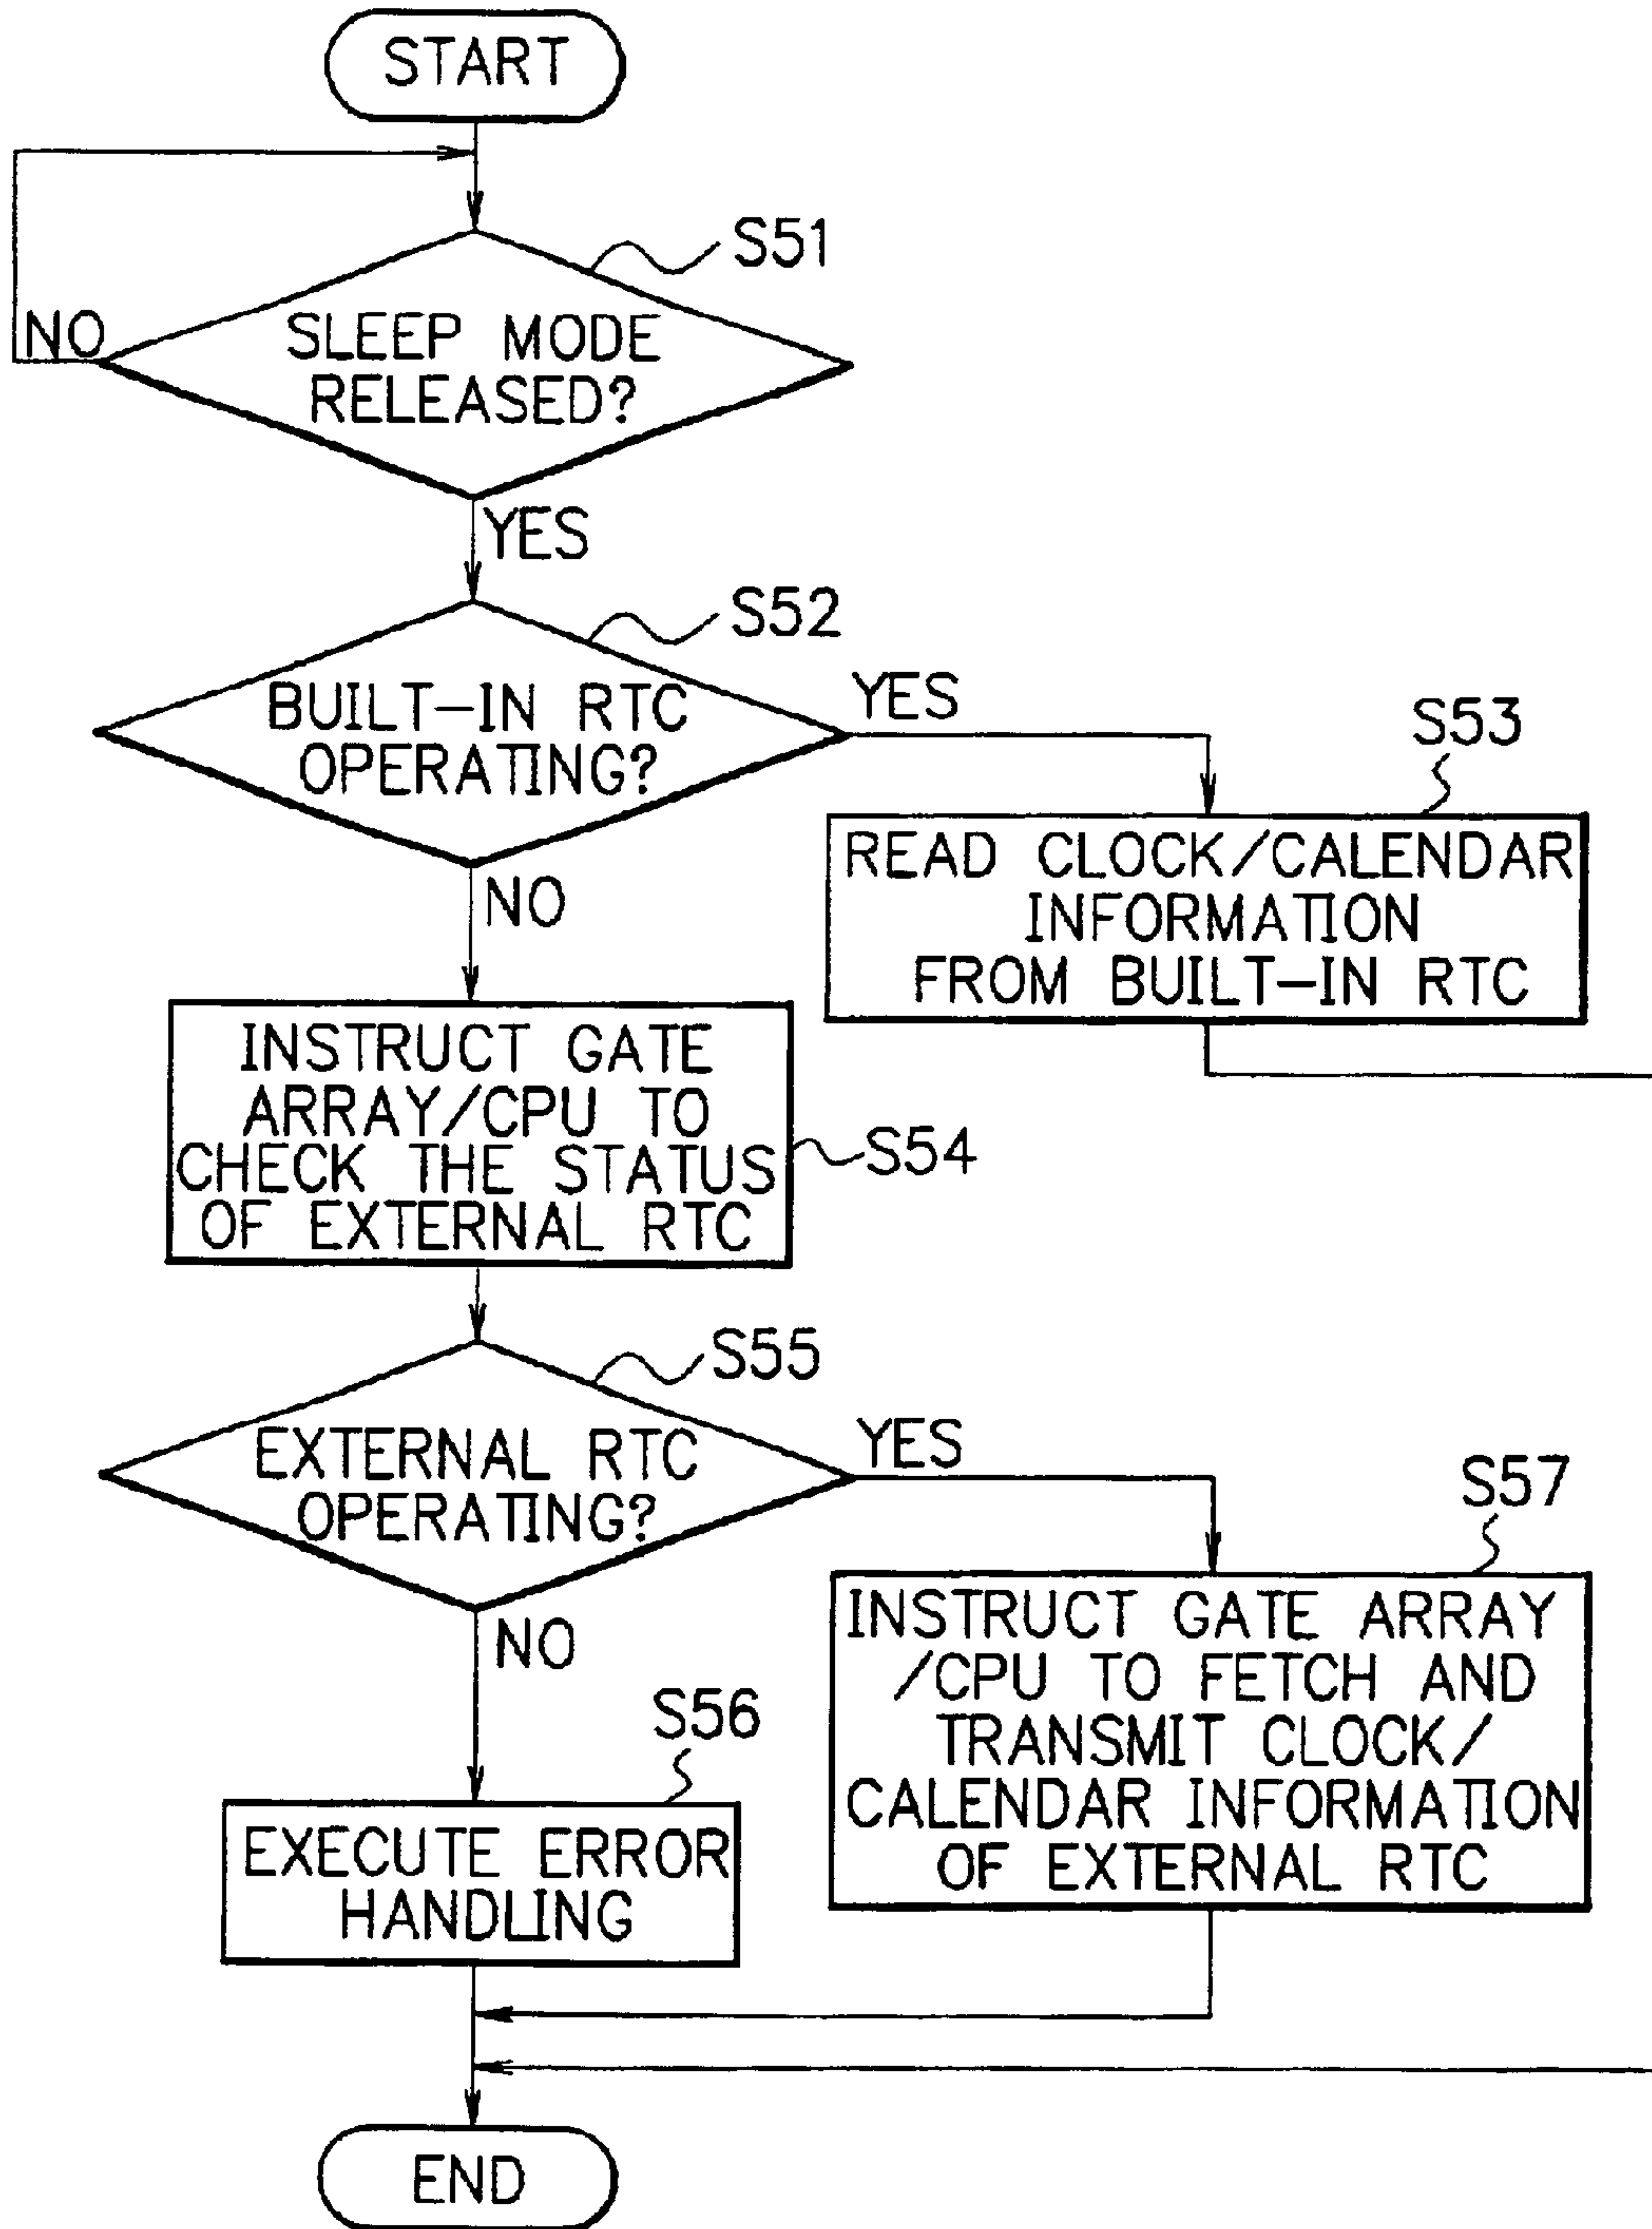 START
S51
NO
SLEEP MODE
RELEASED?
YES
S52
BUILT-IN RTC
OPERATING?
YES
S53
READ CLOCK/CALENDAR
INFORMATION
FROM BUILT-IN RTC
NO
INSTRUCT GATE
ARRAY/CPU TO
CHECK THE STATUS
OF EXTERNAL RTC
S54
S55
EXTERNAL RTC
OPERATING?
YES
S57
INSTRUCT GATE ARRAY
/CPU TO FETCH AND
TRANSMIT CLOCK/
CALENDAR INFORMATION
OF EXTERNAL RTC
NO
S56
EXECUTE ERROR
HANDLING
END